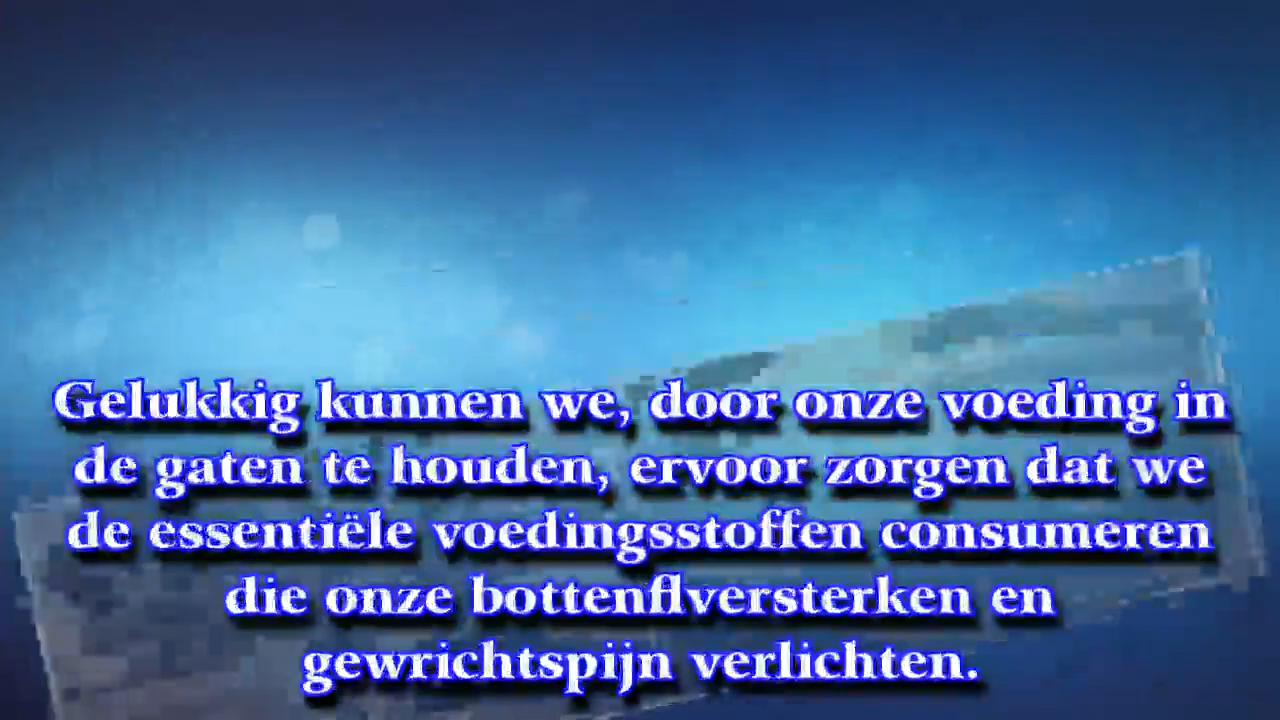 Gelukkig kunnen we, door onze voeding in
de gaten te houden, ervoor zorgen dat we
de essentiële voedingsstoffen consumeren
die onze bottenflversterken en
gewrichtspijn verlichten.